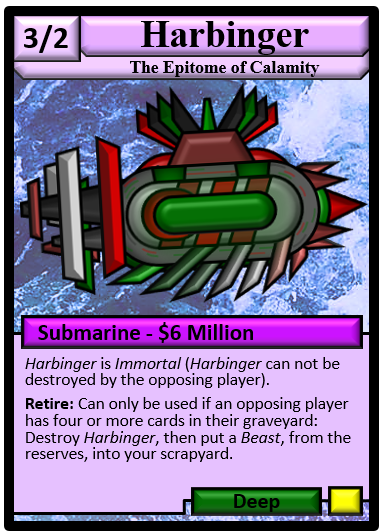 3/2
Harbinger
The Epitome of Calamity
Submarine - $6 Million
Harbinger is Immortal (Harbinger can not be
destroyed by the opposing player).
Retire: Can only be used if an opposing player
has four or more cards in their graveyard:
Destroy Harbinger, then put a Beast, from the
reserves, into your scrapyard.
Deep